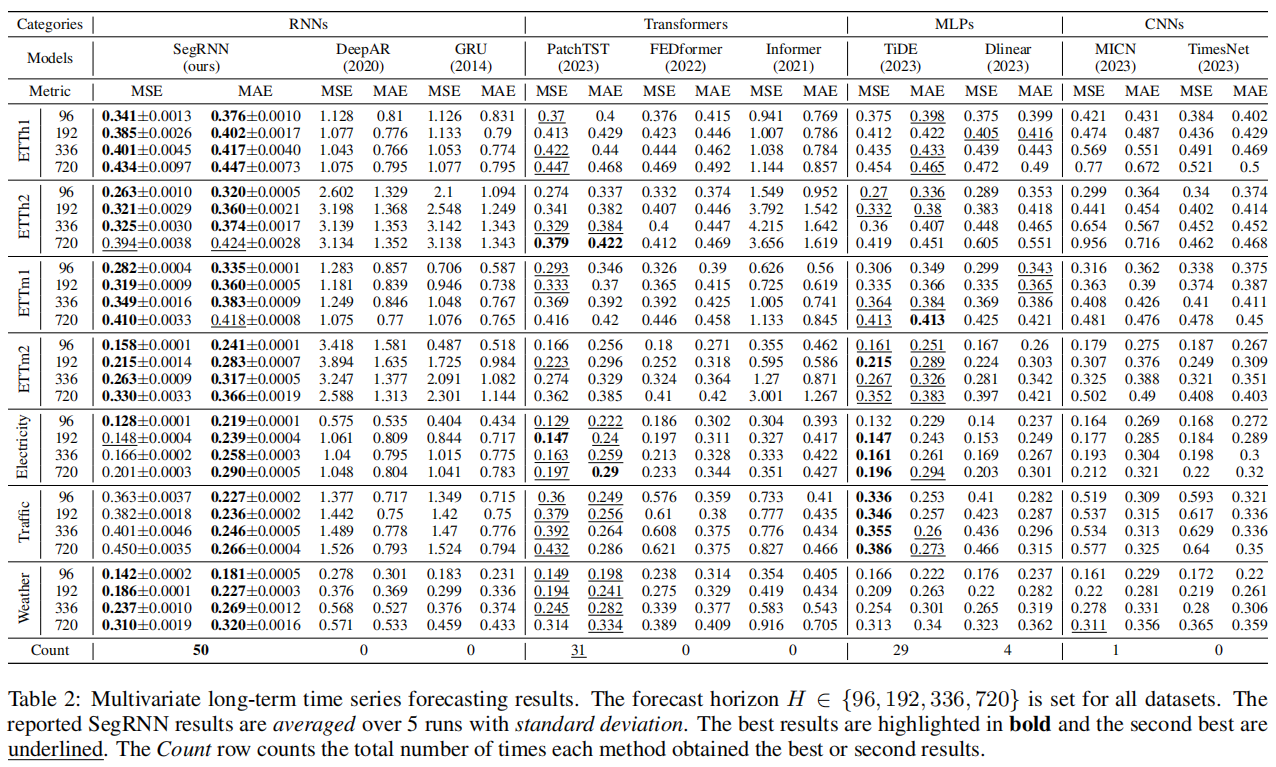 Categories RNNs Transformers MLPs CNNs
Models SegRNN (ours) DeepAR (2020) GRU (2014) PatchTST (2023) FEDformer (2022) Informer (2021) TiDE (2023) Dlinear (2023) MICN (2023) TimesNet (2023)
Metric MSE MAE MSE MAE MSE MAE MSE MAE MSE MAE MSE MAE MSE MAE MSE MAE MSE MAE MSE MAE
ETTh1
96 0.341±0.0013 0.376±0.0010 1.128 0.81 1.126 0.831 0.37 0.4 0.376 0.415 0.941 0.769 0.375 0.398 0.375 0.399 0.421 0.431 0.384 0.402
192 0.385±0.0026 0.402±0.0017 1.077 0.776 1.133 0.79 0.413 0.429 0.423 0.446 1.007 0.786 0.412 0.422 0.405 0.416 0.474 0.487 0.436 0.429
336 0.401±0.0045 0.417±0.0040 1.043 0.766 1.053 0.774 0.422 0.44 0.444 0.462 1.038 0.784 0.435 0.433 0.439 0.443 0.569 0.551 0.491 0.469
720 0.434±0.0097 0.447±0.0073 1.075 0.795 1.077 0.795 0.447 0.468 0.469 0.492 1.144 0.857 0.454 0.465 0.472 0.49 0.77 0.672 0.521 0.5
ETTh2
96 0.263±0.0010 0.320±0.0005 2.602 1.329 2.1 1.094 0.274 0.337 0.332 0.374 1.549 0.952 0.27 0.336 0.289 0.353 0.299 0.364 0.34 0.374
192 0.321±0.0029 0.360±0.0021 3.198 1.368 2.548 1.249 0.341 0.382 0.407 0.446 3.792 1.542 0.332 0.38 0.383 0.418 0.441 0.454 0.402 0.414
336 0.325±0.0030 0.374±0.0017 3.139 1.353 3.142 1.343 0.329 0.384 0.4 0.447 4.215 1.642 0.36 0.407 0.448 0.465 0.654 0.567 0.452 0.452
720 0.394±0.0038 0.424±0.0028 3.134 1.352 3.138 1.343 0.379 0.422 0.412 0.469 3.656 1.619 0.419 0.451 0.605 0.551 0.956 0.716 0.462 0.468
ETTm1
96 0.282±0.0004 0.335±0.0001 1.283 0.857 0.706 0.587 0.293 0.346 0.326 0.39 0.626 0.56 0.306 0.349 0.299 0.343 0.316 0.362 0.338 0.375
192 0.319±0.0009 0.360±0.0005 1.181 0.839 0.946 0.738 0.333 0.37 0.365 0.415 0.725 0.619 0.335 0.366 0.335 0.365 0.363 0.39 0.374 0.387
336 0.349±0.0016 0.383±0.0009 1.249 0.846 1.048 0.767 0.369 0.392 0.392 0.425 1.005 0.741 0.364 0.384 0.369 0.386 0.408 0.426 0.41 0.411
720 0.410±0.0033 0.418±0.0008 1.075 0.77 1.076 0.765 0.416 0.42 0.446 0.458 1.133 0.845 0.413 0.413 0.425 0.421 0.481 0.476 0.478 0.45
ETTm2
96 0.158±0.0001 0.241±0.0001 3.418 1.581 0.487 0.518 0.166 0.256 0.18 0.271 0.355 0.462 0.161 0.251 0.167 0.26 0.179 0.275 0.187 0.267
192 0.215±0.0014 0.283±0.0007 3.894 1.635 1.725 0.984 0.223 0.296 0.252 0.318 0.595 0.586 0.215 0.289 0.224 0.303 0.307 0.376 0.249 0.309
336 0.263±0.0009 0.317±0.0005 3.247 1.377 2.091 1.082 0.274 0.329 0.324 0.364 1.27 0.871 0.267 0.326 0.281 0.342 0.325 0.388 0.321 0.351
720 0.330±0.0033 0.366±0.0019 2.588 1.313 2.301 1.144 0.362 0.385 0.41 0.42 3.001 1.267 0.352 0.383 0.397 0.421 0.502 0.49 0.408 0.403
Electricity
96 0.128±0.0001 0.219±0.0001 0.575 0.535 0.404 0.434 0.129 0.222 0.186 0.302 0.304 0.393 0.132 0.229 0.14 0.237 0.164 0.269 0.168 0.272
192 0.148±0.0004 0.239±0.0004 1.061 0.809 0.844 0.717 0.147 0.24 0.197 0.311 0.327 0.417 0.147 0.243 0.153 0.249 0.177 0.285 0.184 0.289
336 0.166±0.0002 0.258±0.0003 1.04 0.795 1.015 0.775 0.163 0.259 0.213 0.328 0.333 0.422 0.161 0.261 0.169 0.267 0.193 0.304 0.198 0.3
720 0.201±0.0003 0.290±0.0005 1.048 0.804 1.041 0.783 0.197 0.29 0.233 0.344 0.351 0.427 0.196 0.294 0.203 0.301 0.212 0.321 0.22 0.32
Traffic
96 0.363±0.0037 0.227±0.0002 1.377 0.717 1.349 0.715 0.36 0.249 0.576 0.359 0.733 0.41 0.336 0.253 0.41 0.282 0.519 0.309 0.593 0.321
192 0.382±0.0018 0.236±0.0002 1.442 0.75 1.42 0.75 0.379 0.256 0.61 0.38 0.777 0.435 0.346 0.257 0.423 0.287 0.537 0.315 0.617 0.336
336 0.401±0.0046 0.246±0.0005 1.489 0.778 1.47 0.776 0.392 0.264 0.608 0.375 0.776 0.434 0.355 0.26 0.436 0.296 0.534 0.313 0.629 0.336
720 0.450±0.0035 0.266±0.0004 1.526 0.793 1.524 0.794 0.432 0.286 0.621 0.375 0.827 0.466 0.386 0.273 0.466 0.315 0.577 0.325 0.64 0.35
Weather
96 0.142±0.0002 0.181±0.0005 0.278 0.301 0.183 0.231 0.149 0.198 0.238 0.314 0.354 0.405 0.166 0.222 0.176 0.237 0.161 0.229 0.172 0.22
192 0.186±0.0001 0.227±0.0003 0.376 0.369 0.299 0.336 0.194 0.241 0.275 0.329 0.419 0.434 0.209 0.263 0.22 0.282 0.22 0.281 0.219 0.261
336 0.237±0.0010 0.269±0.0012 0.568 0.527 0.376 0.374 0.245 0.282 0.339 0.377 0.583 0.543 0.254 0.301 0.265 0.319 0.278 0.331 0.28 0.306
720 0.310±0.0019 0.320±0.0016 0.571 0.533 0.459 0.433 0.314 0.334 0.389 0.409 0.916 0.705 0.313 0.34 0.323 0.362 0.311 0.356 0.365 0.359
Count 50 0 0 31 0 0 29 4 1 0
Table 2: Multivariate long-term time series forecasting results. The forecast horizon H ∈ {96, 192, 336, 720} is set for all datasets. The
reported SegRNN results are averaged over 5 runs with standard deviation. The best results are highlighted in bold and the second best are
underlined. The Count row counts the total number of times each method obtained the best or second results.